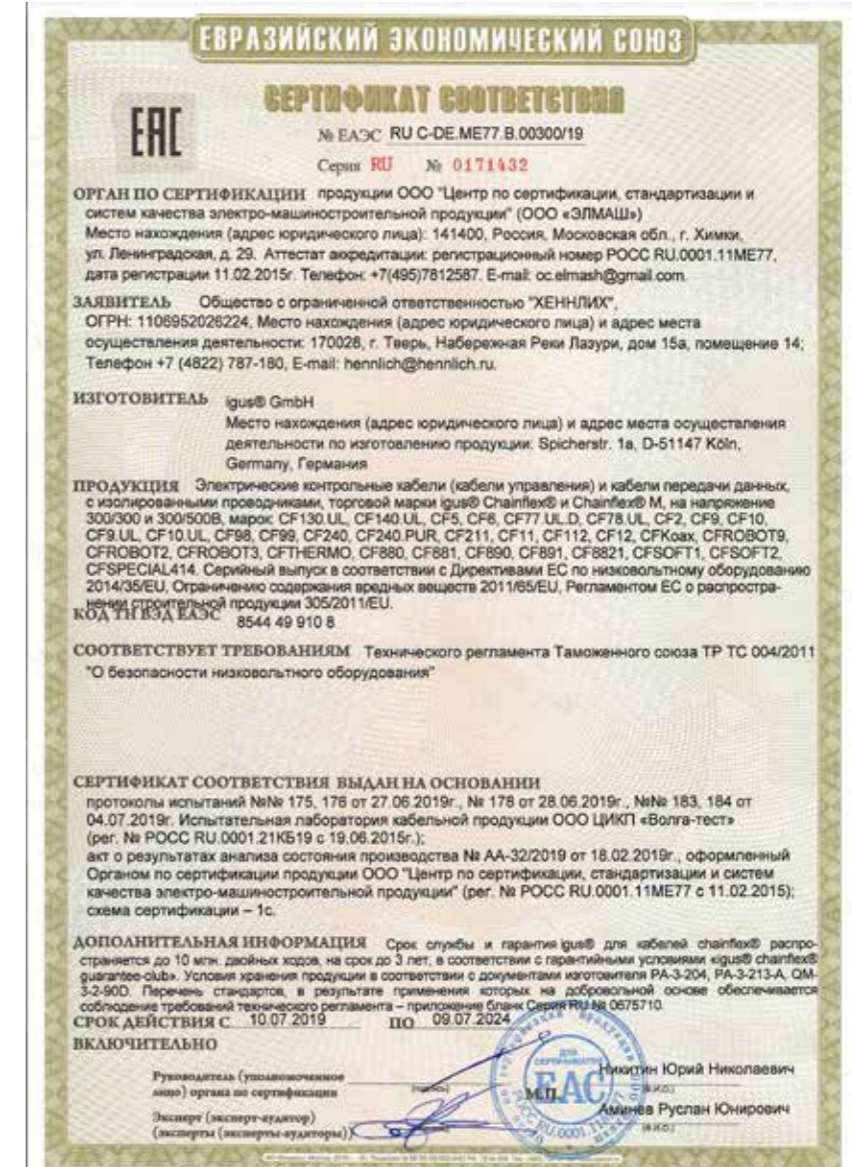 ЕВРАЗИЙСКИЙ ЭКОНОМИЧЕСКИЙ СОЮЗ
ЕАС
СЕРТИФИКАТ СООТВЕТСТВИЯ
№ ЕАЭС RU C-DE.ME77.B.00300/19
Серия RU № 0171432
ОРГАН ПО СЕРТИФИКАЦИИ продукции ООО "Центр по сертификации, стандартизации и
систем качества электро-машиностроительной продукции" (ООО «ЭЛМАШ»)
Место нахождения (адрес юридического лица): 141400, Россия, Московская обл., г. Химки,
ул. Ленинградская, д. 29. Аттестат аккредитации: регистрационный номер РОСС RU.0001.11МЕ77,
дата регистрации 11.02.2015г. Телефон: +7(495)7812587. E-mail: oc.elmash@gmail.com.
ЗАЯВИТЕЛЬ Общество с ограниченной ответственностью "ХЕННЛИХ",
ОГРН: 1106952026224, Место нахождения (адрес юридического лица) и адрес места
осуществления деятельности: 170028, г. Тверь, Набережная Реки Лазури, дом 15а, помещение 14;
Телефон +7 (4822) 787-180, E-mail: hennlich@hennlich.ru.
ИЗГОТОВИТЕЛЬ igus® GmbH
Место нахождения (адрес юридического лица) и адрес места осуществления
деятельности по изготовлению продукции: Spicherstr. 1a, D-51147 Köln,
Germany, Германия
ПРОДУКЦИЯ Электрические контрольные кабели (кабели управления) и кабели передачи данных,
с изолированными проводниками, торговой марки igus® Chainflex® и Chainflex® M, на напряжение
300/300 и 300/500В, марок: CF130.UL, CF140.UL, CF5, CF6, CF77.UL.D, CF78.UL, CF2, CF9, CF10,
CF9.UL, CF10.UL, CF98, CF99, CF240, CF240.PUR, CF211, CF11, CF112, CF12, CFKoax, CFROBOT9,
CFROBOT2, CFROBOT3, CFTHERMO, CF880, CF881, CF890, CF891, CF8821, CFSOFT1, CFSOFT2,
CFSPECIAL414. Серийный выпуск в соответствии с Директивами ЕС по низковольтному оборудованию
2014/35/EU, Ограничению содержания вредных веществ 2011/65/EU, Регламентом ЕС о распростра-
нении строительной продукции 305/2011/EU.
КОД ТН ВЭД ЕАЭС 8544 49 910 8
СООТВЕТСТВУЕТ ТРЕБОВАНИЯМ Технического регламента Таможенного союза ТР ТС 004/2011
"О безопасности низковольтного оборудования"
СЕРТИФИКАТ СООТВЕТСТВИЯ ВЫДАН НА ОСНОВАНИИ
протоколы испытаний №№ 175, 176 от 27.06.2019г., № 178 от 28.06.2019г., №№ 183, 184 от
04.07.2019г. Испытательная лаборатория кабельной продукции ООО ЦИКП «Волга-тест»
(рег. № РОСС RU.0001.21КБ19 с 19.06.2015г.);
акт о результатах анализа состояния производства № АА-32/2019 от 18.02.2019г., оформленный
Органом по сертификации продукции ООО "Центр по сертификации, стандартизации и систем
качества электро-машиностроительной продукции" (рег. № РОСС RU.0001.11МЕ77 с 11.02.2015);
схема сертификации – 1с.
ДОПОЛНИТЕЛЬНАЯ ИНФОРМАЦИЯ Срок службы и гарантия igus® для кабелей chainflex® распро-
страняется до 10 млн. двойных ходов, на срок до 3 лет, в соответствии с гарантийными условиями «igus® chainflex®
guarantee-club». Условия хранения продукции в соответствии с документами изготовителя PA-3-204, PA-3-213-A, QM-
3-2-90D. Перечень стандартов, в результате применения которых на добровольной основе обеспечивается
соблюдение требований технического регламента – приложение бланк Серия RU № 0675710.
СРОК ДЕЙСТВИЯ С 10.07.2019 ПО 09.07.2024
ВКЛЮЧИТЕЛЬНО
Руководитель (уполномоченное
лицо) органа по сертификации
(подпись)
М.П.
Никитин Юрий Николаевич
(Ф.И.О.)
Эксперт (эксперт-аудитор)
(эксперты (эксперты-аудиторы))
Аминев Руслан Юнирович
(Ф.И.О.)
ДЛЯ
СЕРТИФИКАТОВ
ЕАС